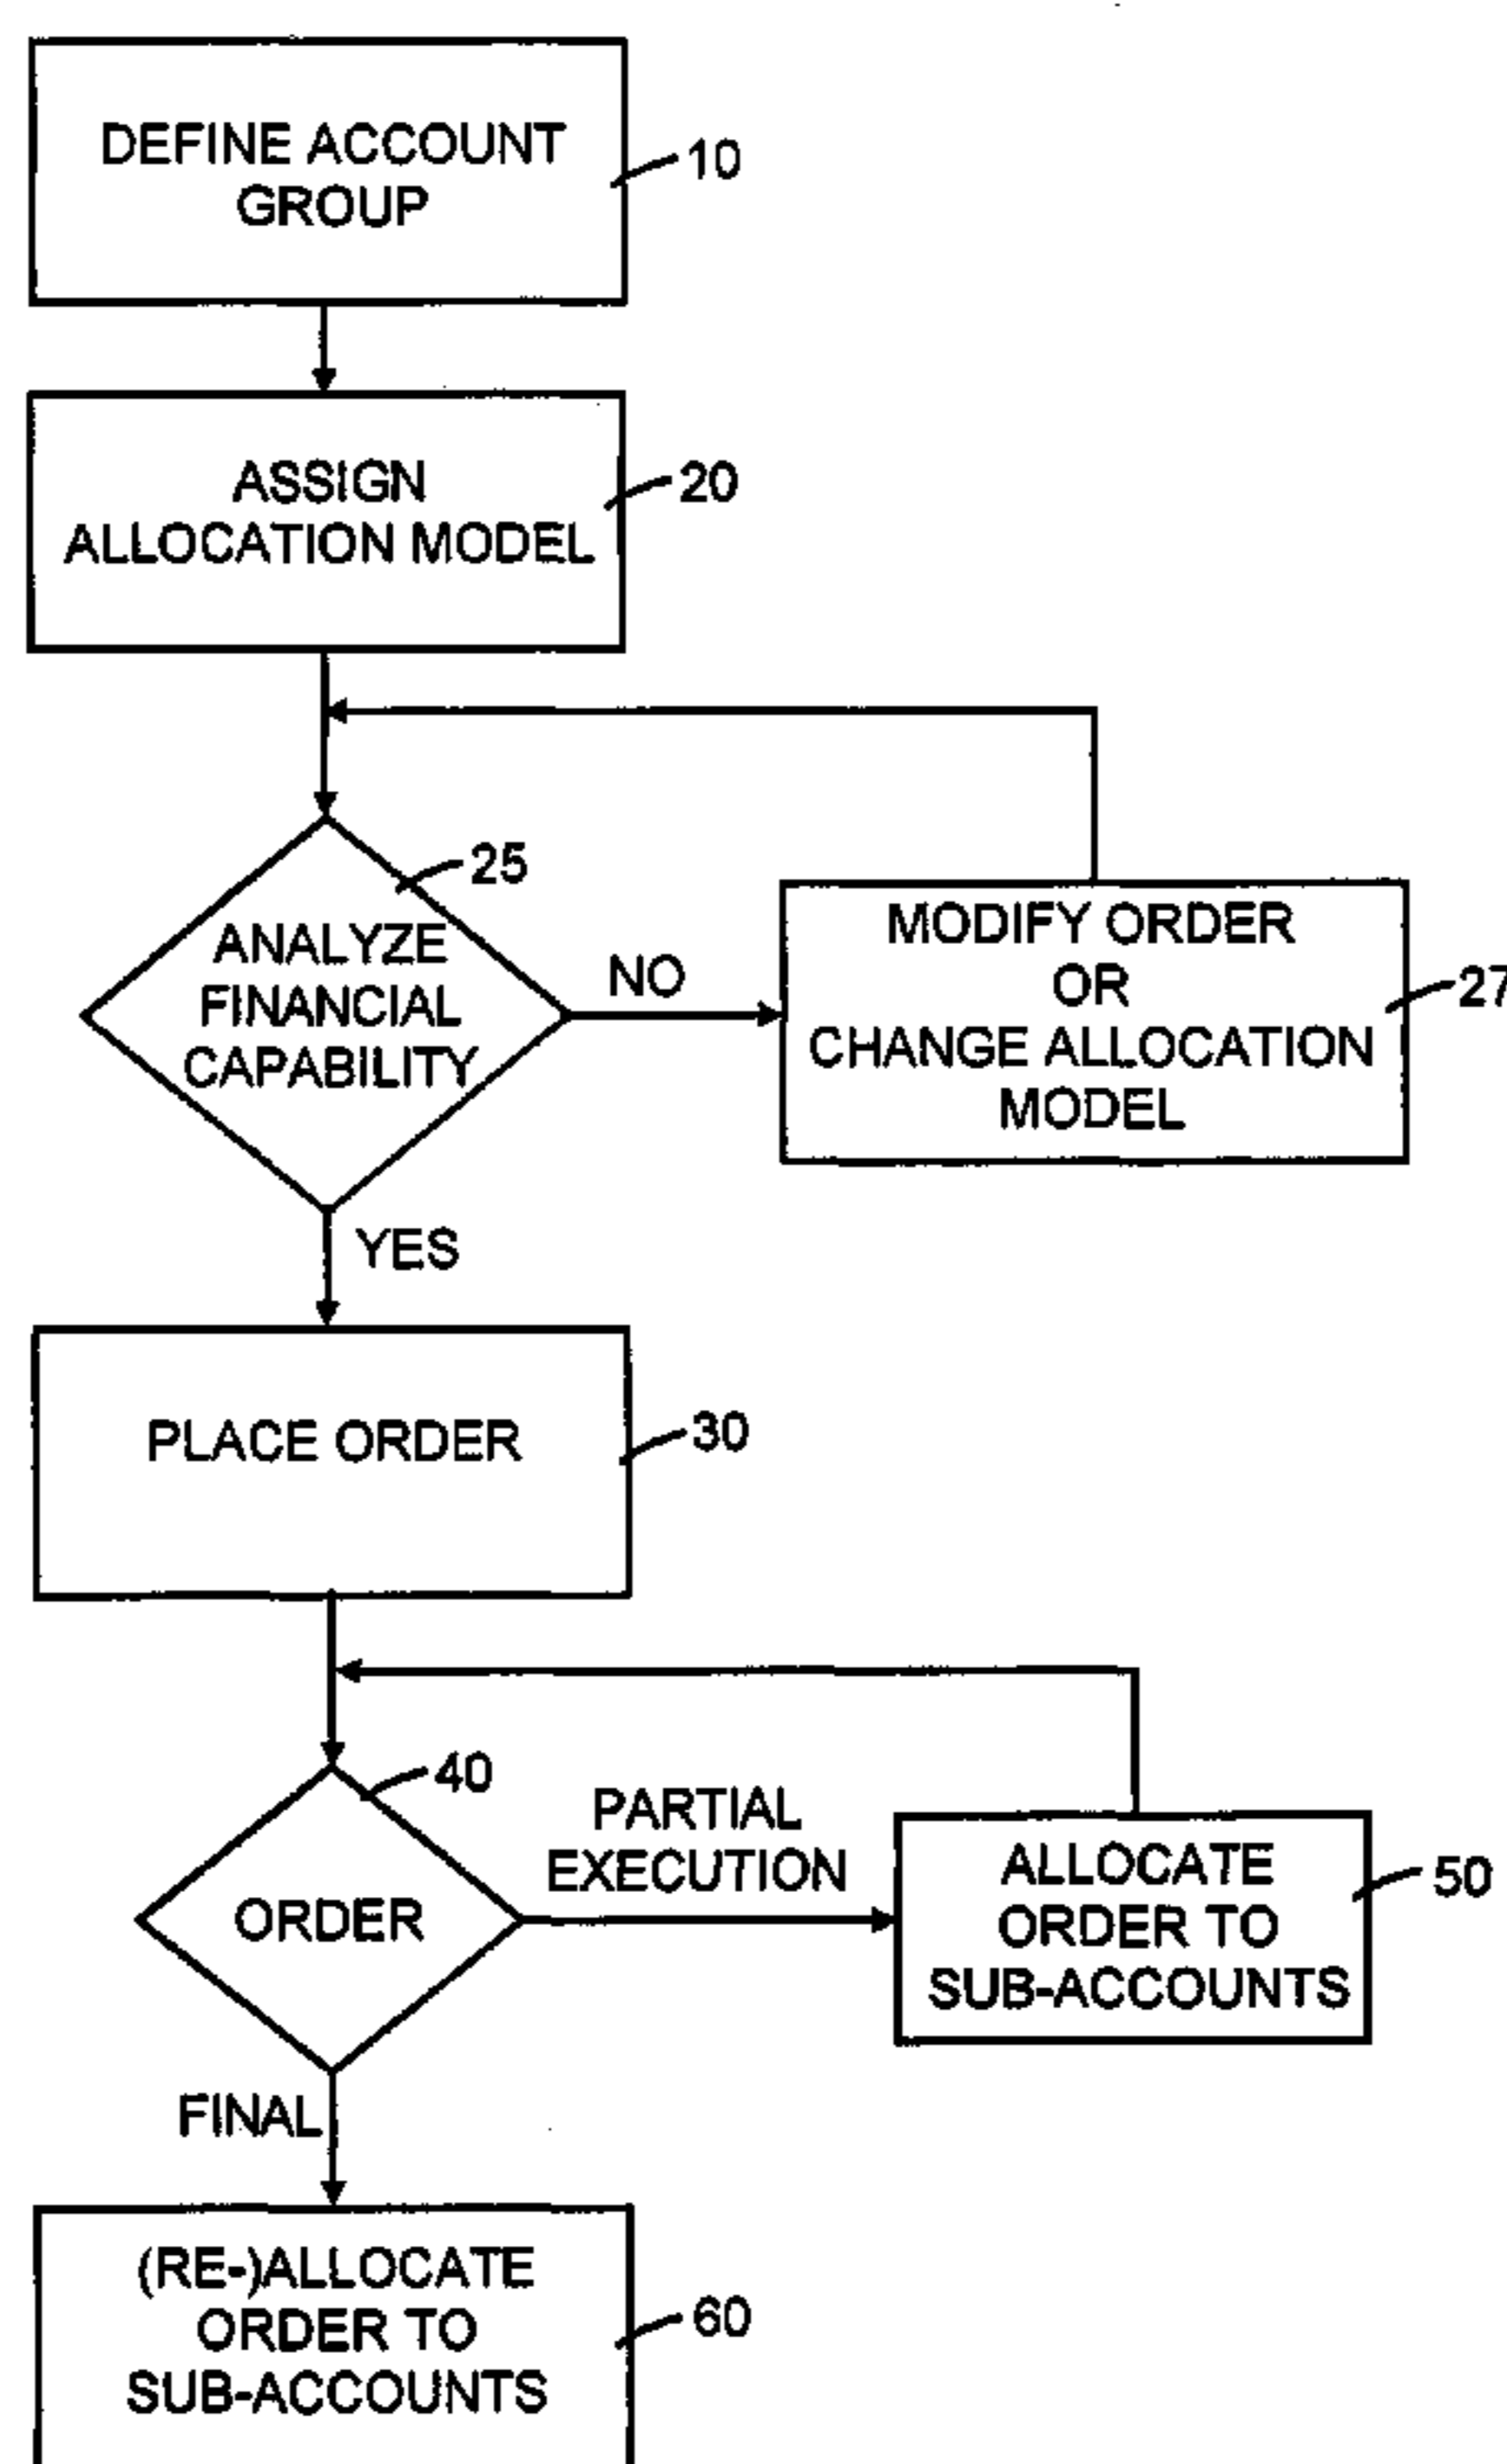 DEFINE ACCOUNT
GROUP
10
ASSIGN
ALLOCATION MODEL
20
25
ANALYZE
FINANCIAL
CAPABILITY
NO
MODIFY ORDER
OR
CHANGE ALLOCATION
MODEL
27
YES
PLACE ORDER
30
40
ORDER
PARTIAL
EXECUTION
ALLOCATE
ORDER TO
SUB-ACCOUNTS
50
FINAL
(RE-)ALLOCATE
ORDER TO
SUB-ACCOUNTS
60